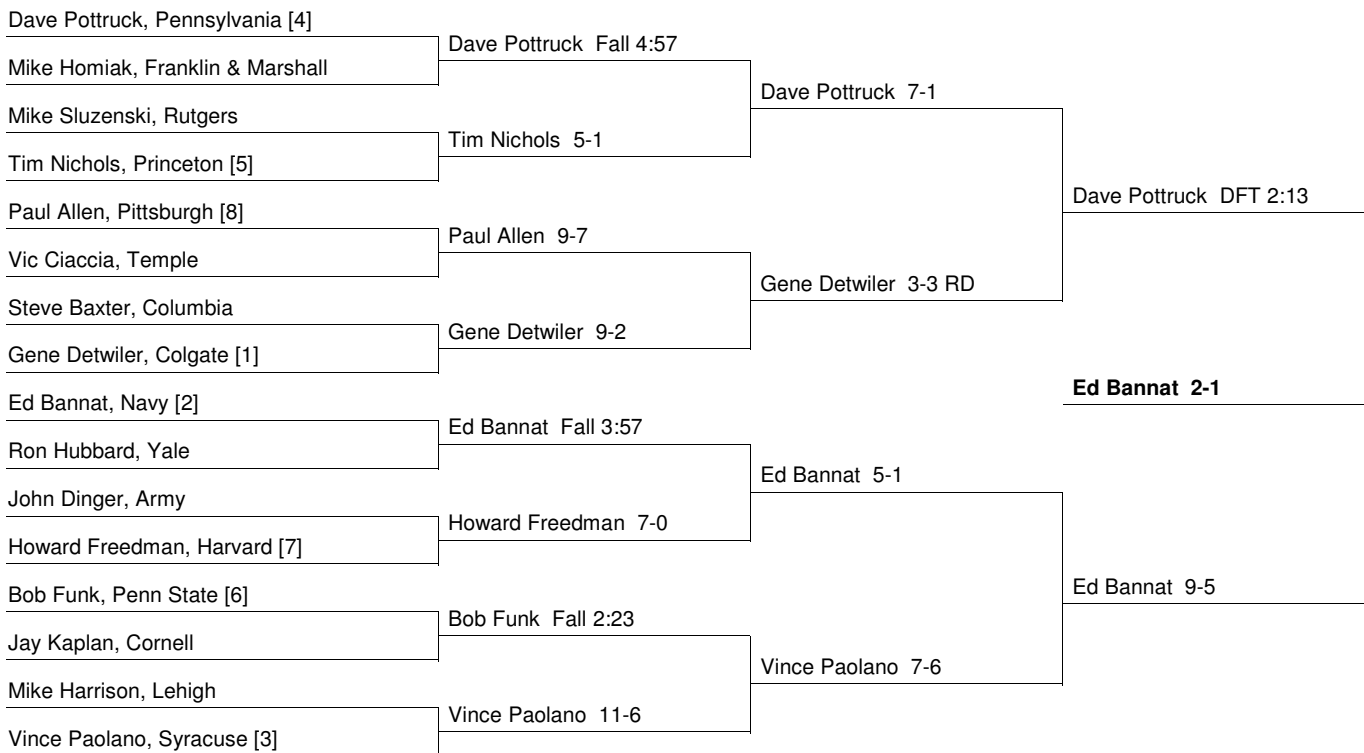 Dave Pottruck, Pennsylvania [4]
Mike Homiak, Franklin & Marshall
Mike Sluzenski, Rutgers
Tim Nichols, Princeton [5]
Paul Allen, Pittsburgh [8]
Vic Ciaccia, Temple
Steve Baxter, Columbia
Gene Detwiler, Colgate [1]
Ed Bannat, Navy [2]
Ron Hubbard, Yale
John Dinger, Army
Howard Freedman, Harvard [7]
Bob Funk, Penn State [6]
Jay Kaplan, Cornell
Mike Harrison, Lehigh
Vince Paolano, Syracuse [3]
Dave Pottruck Fall 4:57
Tim Nichols 5-1
Paul Allen 9-7
Gene Detwiler 9-2
Ed Bannat Fall 3:57
Howard Freedman 7-0
Bob Funk Fall 2:23
Vince Paolano 11-6
Dave Pottruck 7-1
Gene Detwiler 3-3 RD
Ed Bannat 5-1
Vince Paolano 7-6
Dave Pottruck DFT 2:13
Ed Bannat 2-1
Ed Bannat 9-5